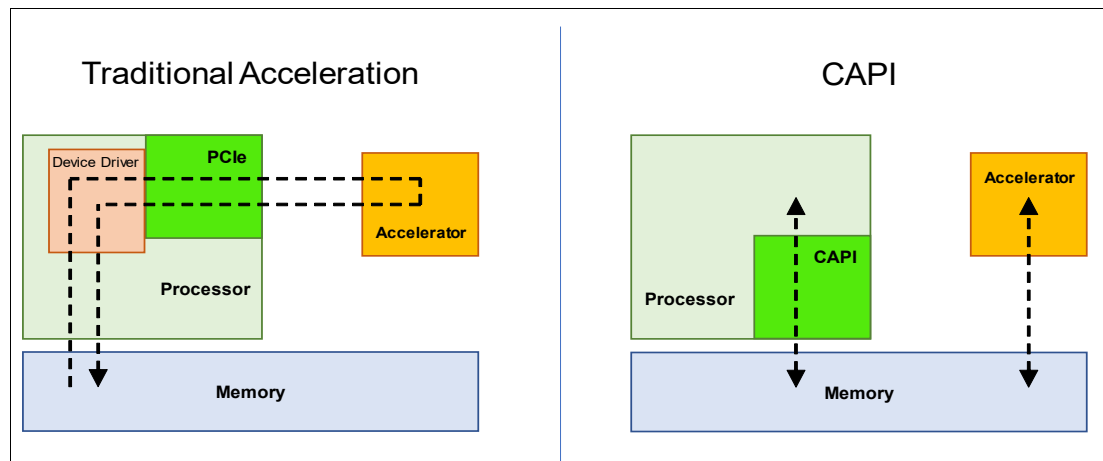 Traditional Acceleration
Device Driver
PCIe
Accelerator
Processor
Memory
CAPI
Accelerator
CAPI
Processor
Memory